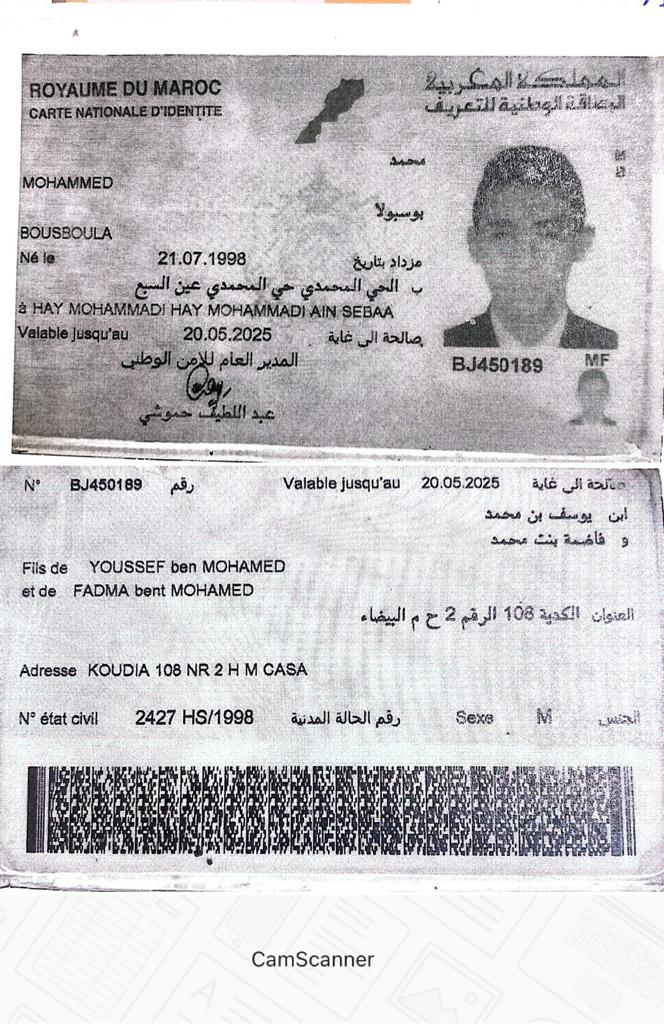 ROYAUME DU MAROC
المملكة المغربية
CARTE NATIONALE D'IDENTITE
البطاقة الوطنية للتعريف
محمد
MOHAMMED
بوسبولا
BOUSBOULA
Né le 21.07.1998 مزداد بتاريخ
ب الحي المحمدي حي المحمدي عين السبع
à HAY MOHAMMADI HAY MOHAMMADI AIN SEBAA
Valable jusqu'au 20.05.2025 صالحة الى غاية
المدير العام للأمن الوطني
عبد اللطيف حموشي
BJ450189
MF
N° BJ450189 رقم Valable jusqu'au 20.05.2025 صالحة الى غاية
ابن يوسف بن محمد
و فاضمة بنت محمد
Fils de YOUSSEF ben MOHAMED
et de FADMA bent MOHAMED
العنوان الكدية 108 الرقم 2 ح م البيضاء
Adresse KOUDIA 108 NR 2 H M CASA
N° état civil 2427 HS/1998 رقم الحالة المدنية Sexe M الجنس
CamScanner